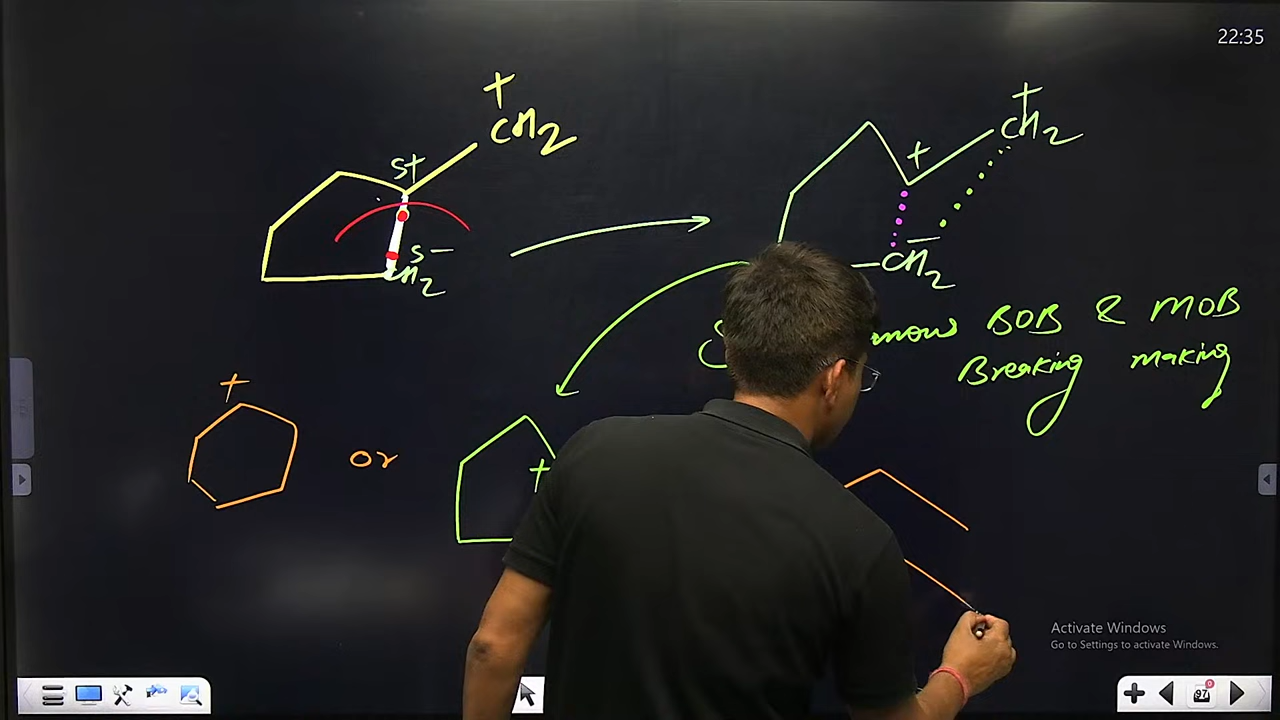 22:35
+
CH2
S+
S-
CH2
+
CH2
+
-
CH2
BOB & MOB
Breaking making
+
or
+
Activate Windows
Go to Settings to activate Windows.
97